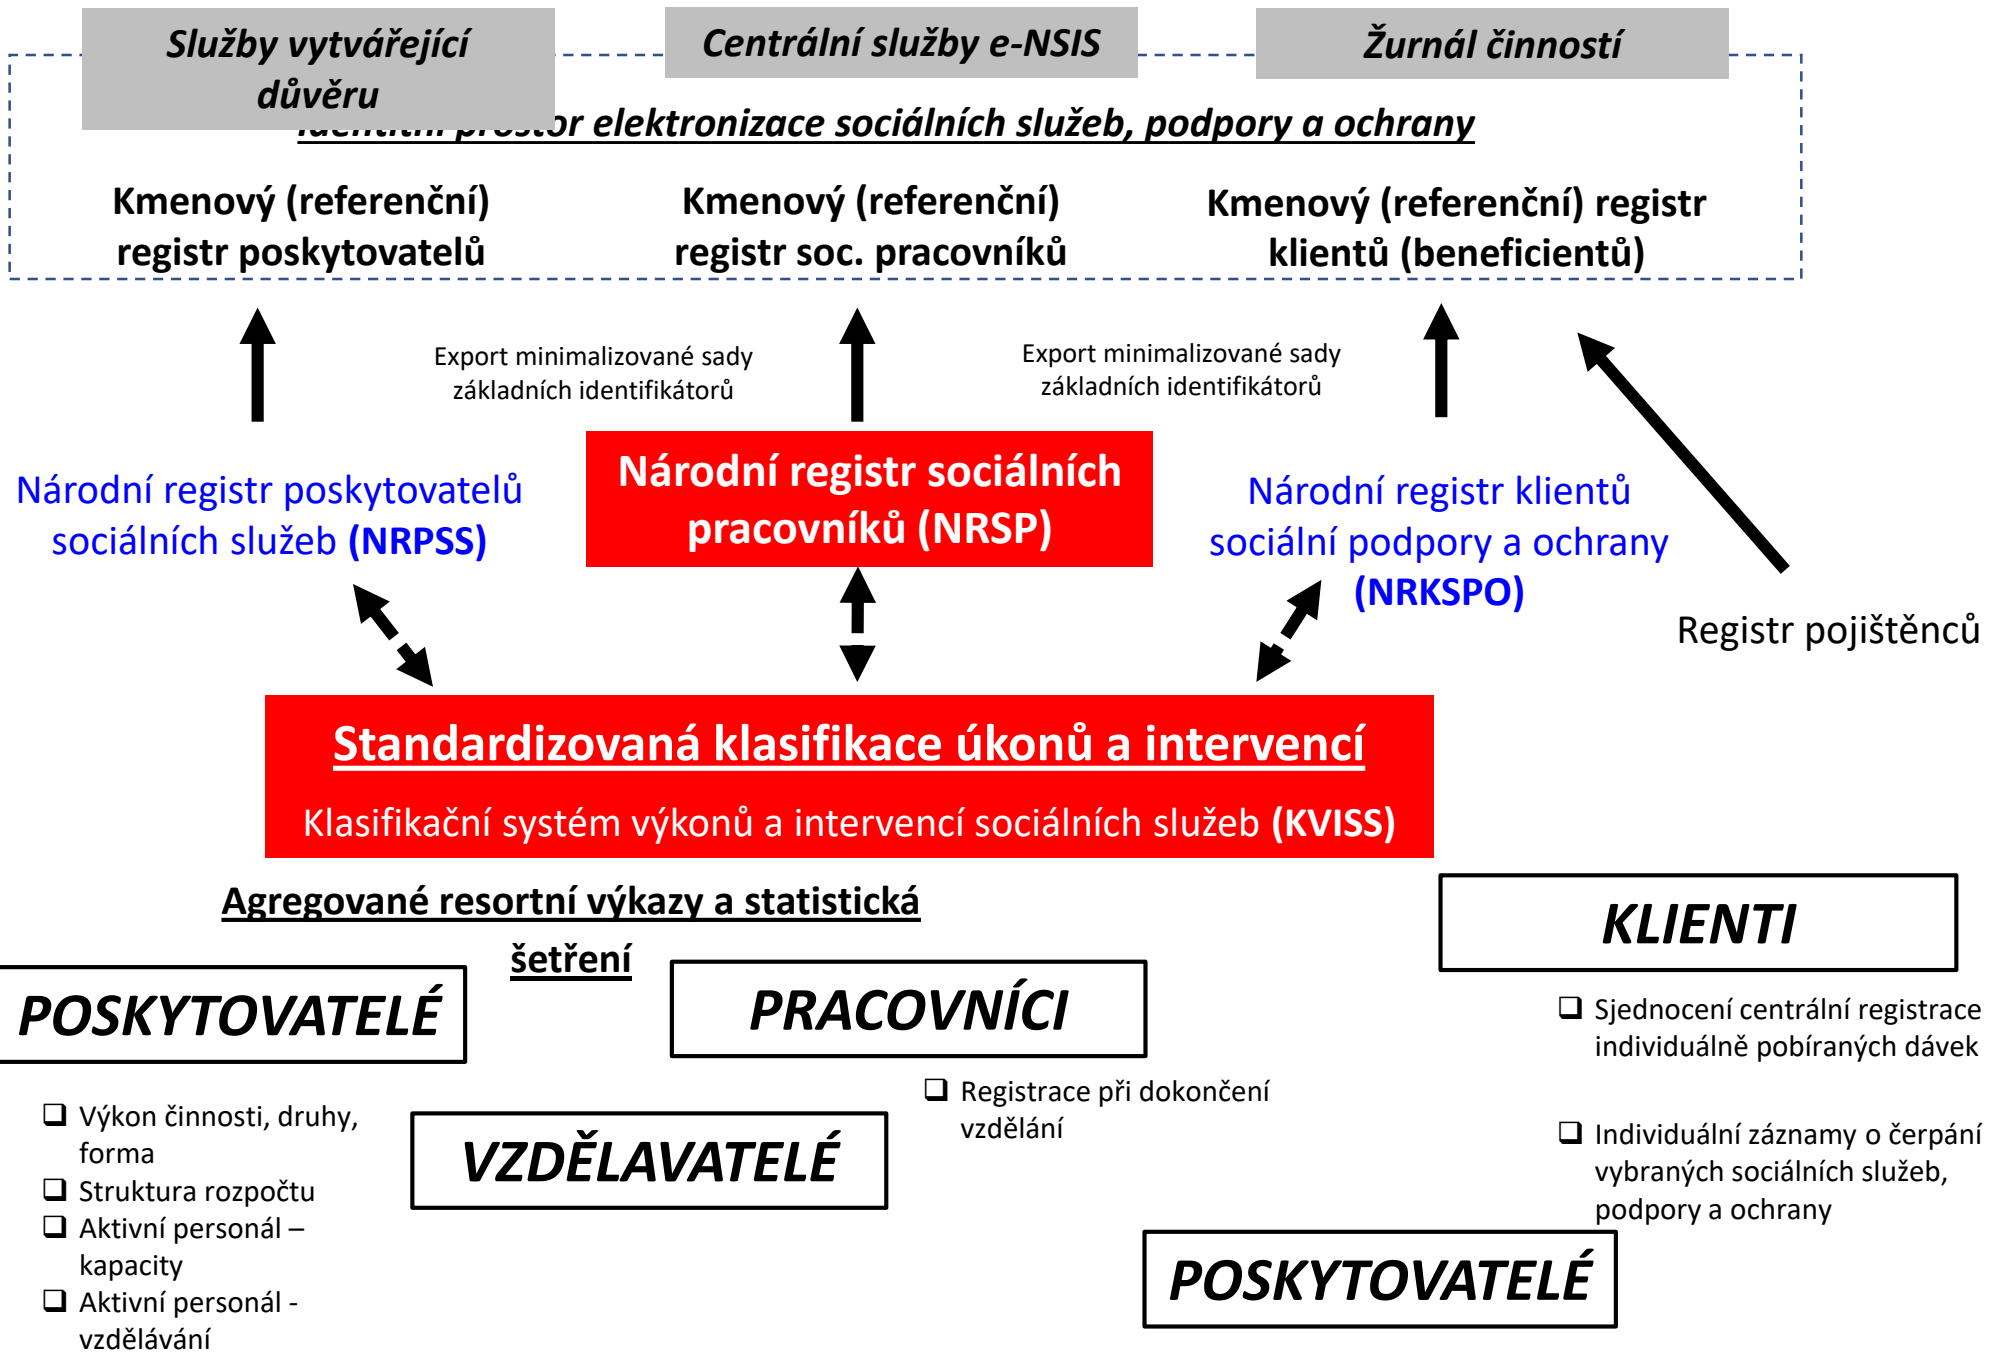 Služby vytvářející
důvěru
Centrální služby e-NSIS
Žurnál činností
prostor elektronizace sociálních služeb, podpory a ochrany
Kmenový (referenční)
registr poskytovatelů
Kmenový (referenční)
registr soc. pracovníků
Kmenový (referenční) registr
klientů (beneficientů)
Export minimalizované sady
základních identifikátorů
Export minimalizované sady
základních identifikátorů
Národní registr poskytovatelů
sociálních služeb (NRPSS)
Národní registr sociálních
pracovníků (NRSP)
Národní registr klientů
sociální podpory a ochrany
(NRKSPO)
Registr pojištěnců
Standardizovaná klasifikace úkonů a intervencí
Klasifikační systém výkonů a intervencí sociálních služeb (KVISS)
Agregované resortní výkazy a statistická
šetření
POSKYTOVATELÉ
❑ Výkon činnosti, druhy,
forma
❑ Struktura rozpočtu
❑ Aktivní personál –
kapacity
❑ Aktivní personál -
vzdělávání
VZDĚLAVATELÉ
PRACOVNÍCI
❑ Registrace při dokončení
vzdělání
KLIENTI
❑ Sjednocení centrální registrace
individuálně pobíraných dávek
❑ Individuální záznamy o čerpání
vybraných sociálních služeb,
podpory a ochrany
POSKYTOVATELÉ